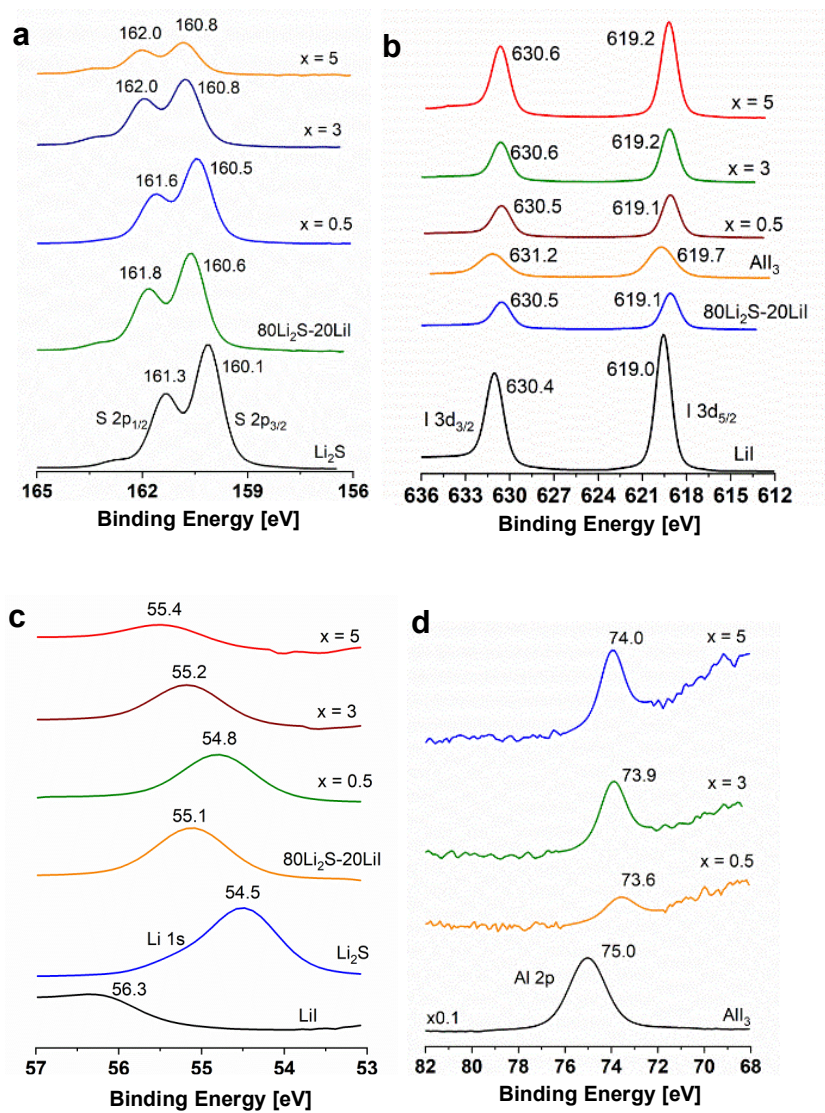 a
162.0 160.8
x = 5
162.0 160.8
x = 3
161.6 160.5
x = 0.5
161.8 160.6
80Li₂S-20LiI
161.3 160.1
S 2p₁/₂ S 2p₃/₂
Li₂S
165 162 159 156
Binding Energy [eV]
b
630.6 619.2
x = 5
630.6 619.2
x = 3
630.5 619.1
x = 0.5
631.2 619.7
AlI₃
630.5 619.1
80Li₂S-20LiI
630.4 619.0
I 3d₃/₂ I 3d₅/₂
LiI
636 633 630 627 624 621 618 615 612
Binding Energy [eV]
c
55.4
x = 5
55.2
x = 3
54.8
x = 0.5
55.1
80Li₂S-20LiI
54.5
Li 1s
Li₂S
56.3
LiI
57 56 55 54 53
Binding Energy [eV]
d
74.0 x = 5
73.9 x = 3
73.6 x = 0.5
75.0
Al 2p
x0.1 AlI₃
82 80 78 76 74 72 70 68
Binding Energy [eV]